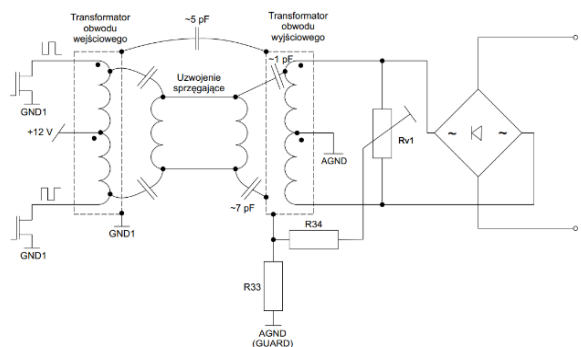 ~5 pF
Transformator
obwodu
wejściowego
Transformator
obwodu
wyjściowego
~1 pF
Uzwojenie
sprzęgające
GND1
+12 V
AGND
Rv1
~
~
~7 pF
GND1
GND1
R34
R33
AGND
(GUARD)